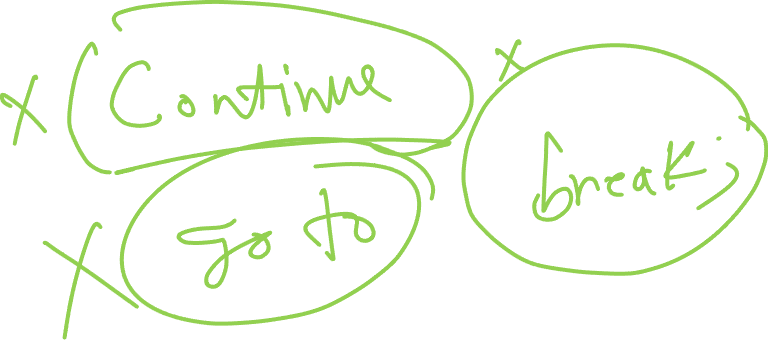 x Continue
x break;
x go to